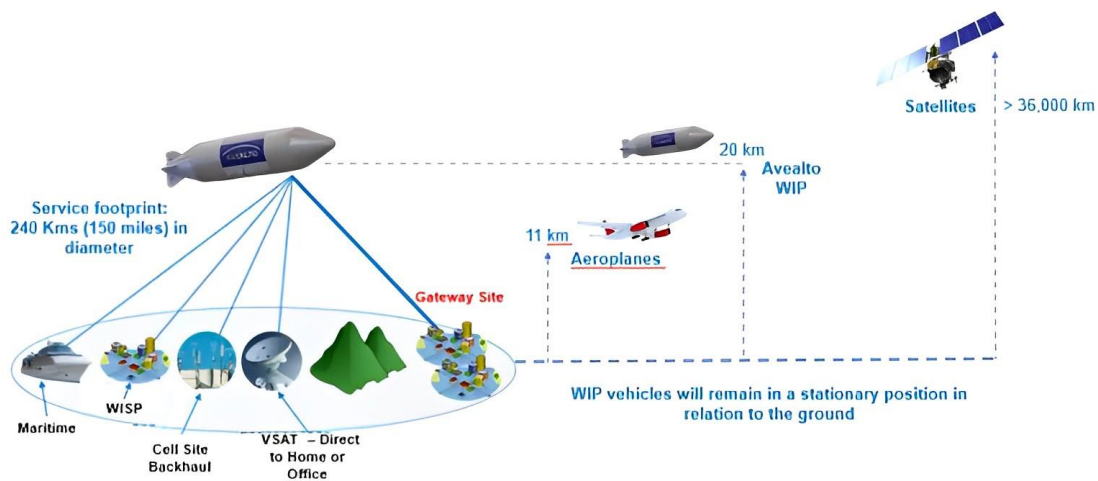 Satellites
> 36,000 km
20 km
Avealto
WIP
AVEALTO
Service footprint:
240 Kms (150 miles) in
diameter
11 km
Aeroplanes
Gateway Site
WISP
Maritime
Cell Site
Backhaul
VSAT – Direct
to Home or
Office
WIP vehicles will remain in a stationary position in
relation to the ground